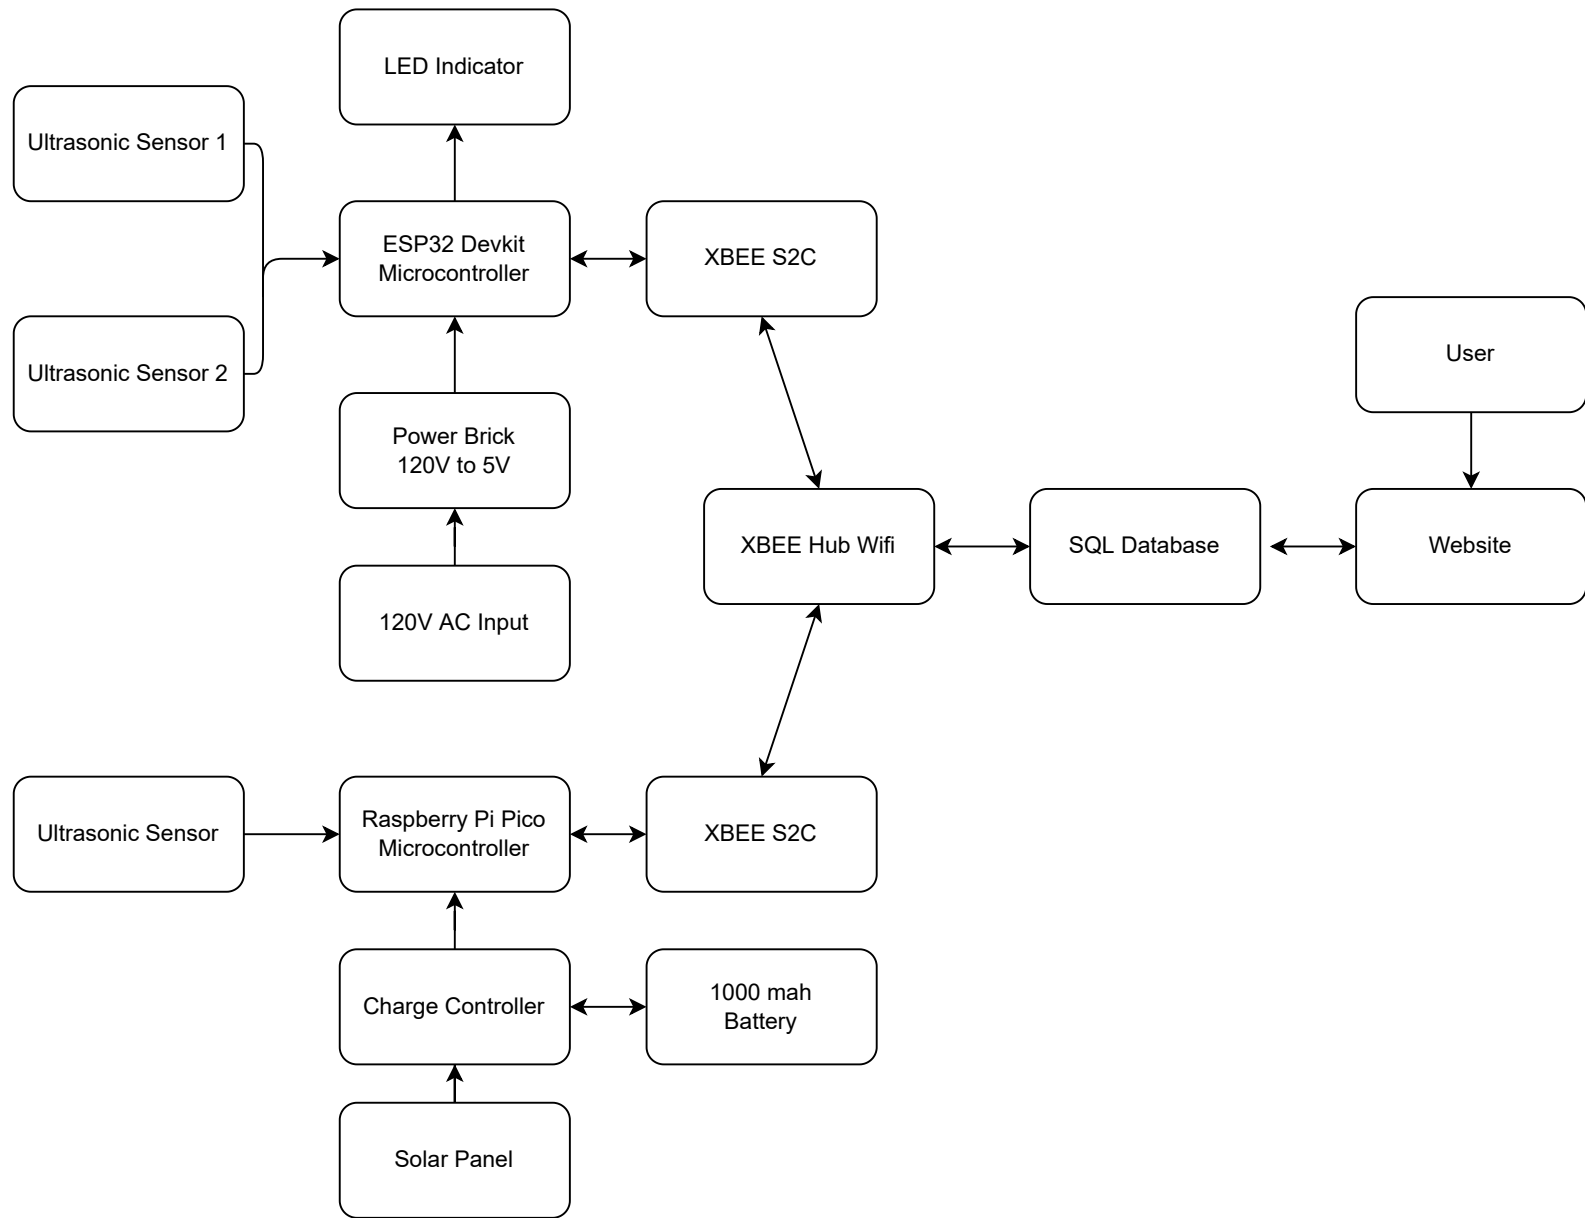 LED Indicator
Ultrasonic Sensor 1
ESP32 Devkit
Microcontroller
XBEE S2C
Ultrasonic Sensor 2
Power Brick
120V to 5V
User
XBEE Hub Wifi
SQL Database
Website
120V AC Input
Ultrasonic Sensor
Raspberry Pi Pico
Microcontroller
XBEE S2C
Charge Controller
1000 mah
Battery
Solar Panel